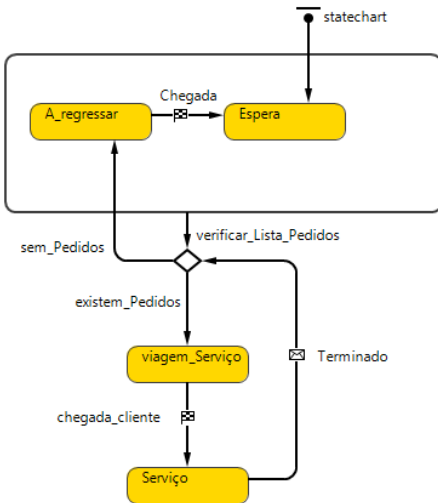 statechart
Chegada
A_regressar
Espera
verificar_Lista_Pedidos
sem_Pedidos
existem_Pedidos
viagem_Serviço
Terminado
chegada_cliente
Serviço